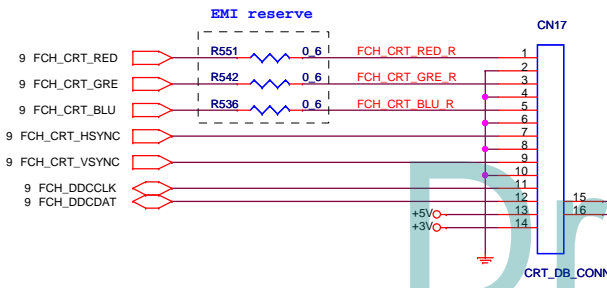 EMI reserve
CN17
9 FCH_CRT_RED R551 0_6 FCH_CRT_RED_R 1
2
9 FCH_CRT_GRE R542 0_6 FCH_CRT_GRE_R 3
4
9 FCH_CRT_BLU R536 0_6 FCH_CRT_BLU_R 5
6
9 FCH_CRT_HSYNC 7
8
9 FCH_CRT_VSYNC 9
10
9 FCH_DDCCLK 11
9 FCH_DDCDAT 12 15
+5V 13 16
+3V 14
CRT_DB_CONN
Dr